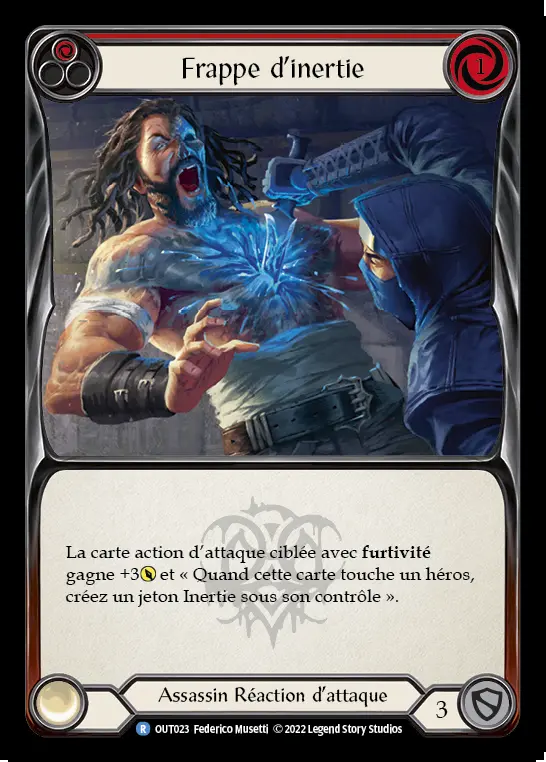 Frappe d'inertie
1
La carte action d'attaque ciblée avec furtivité
gagne +3 et « Quand cette carte touche un héros,
créez un jeton Inertie sous son contrôle ».
Assassin Réaction d'attaque
3
R OUT023 Federico Musetti © 2022 Legend Story Studios